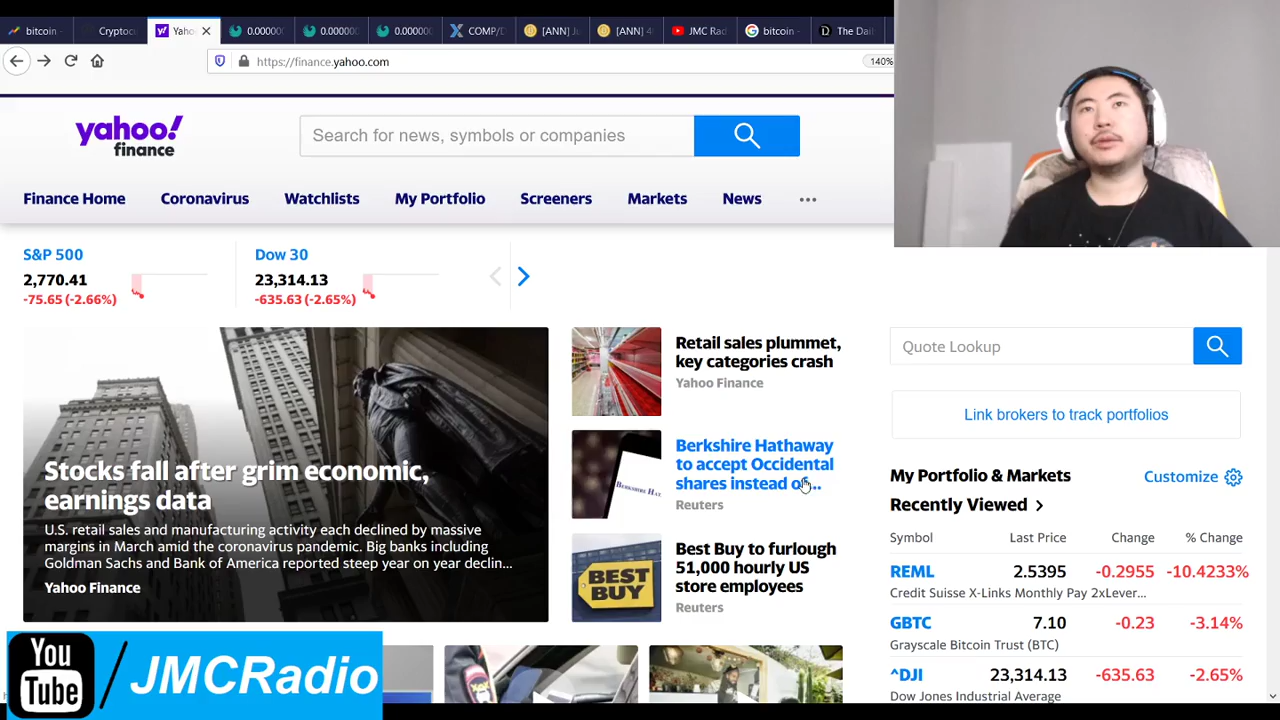 bitcoin
Cryptoc
Yaho
0.00000
0.00000
0.00000
COMP/D
[ANN] J
[ANN] 4
JMC Rad
bitcoin -
The Dai
https://finance.yahoo.com
140%
yahoo!
finance
Search for news, symbols or companies
Finance Home
Coronavirus
Watchlists
My Portfolio
Screeners
Markets
News
S&P 500
2,770.41
-75.65 (-2.66%)
Dow 30
23,314.13
-635.63 (-2.65%)
Stocks fall after grim economic,
earnings data
U.S. retail sales and manufacturing activity each declined by massive
margins in March amid the coronavirus pandemic. Big banks including
Goldman Sachs and Bank of America reported steep year on year declin...
Yahoo Finance
Retail sales plummet,
key categories crash
Yahoo Finance
BERKSHIRE HAT
Berkshire Hathaway
to accept Occidental
shares instead o...
Reuters
BEST
BUY
Best Buy to furlough
51,000 hourly US
store employees
Reuters
Quote Lookup
Link brokers to track portfolios
My Portfolio & Markets
Customize
Recently Viewed
Symbol Last Price Change % Change
REML 2.5395 -0.2955 -10.4233%
Credit Suisse X-Links Monthly Pay 2xLever...
GBTC 7.10 -0.23 -3.14%
Grayscale Bitcoin Trust (BTC)
^DJI 23,314.13 -635.63 -2.65%
Dow Jones Industrial Average
You
Tube
/JMCRadio